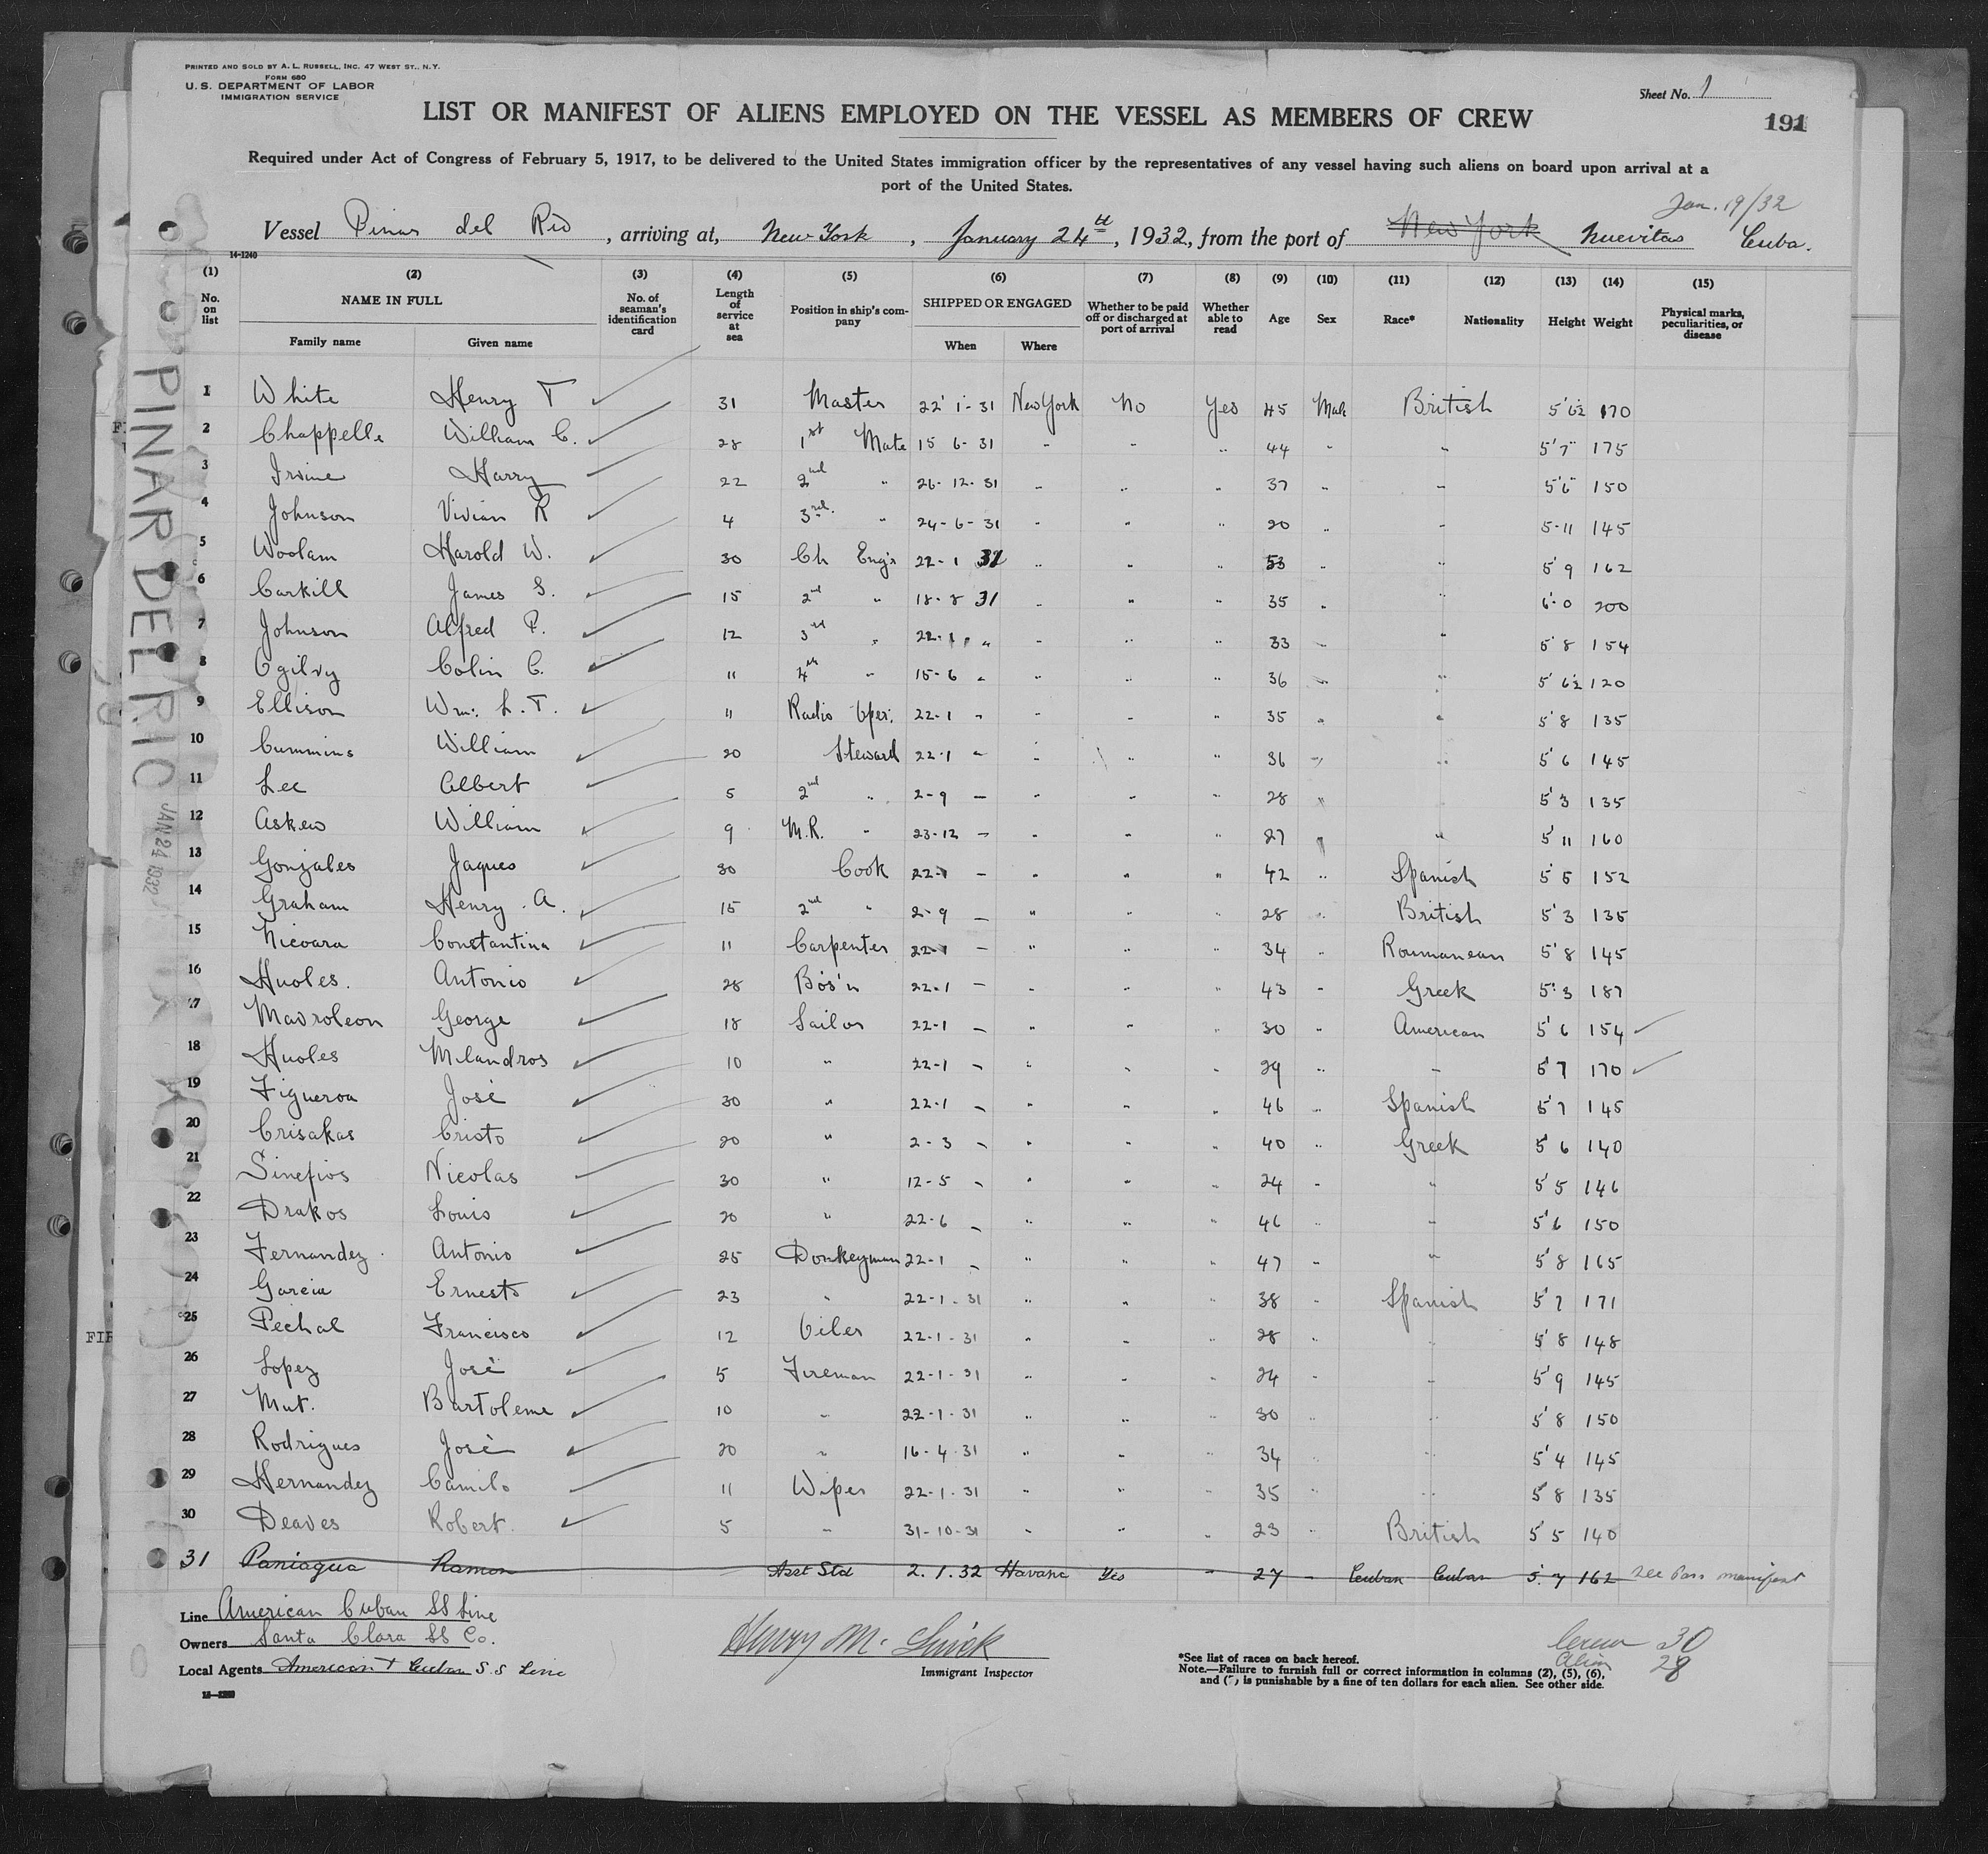 PRINTED AND SOLD BY A. L. RUSSELL, INC. 47 WEST ST., N.Y.
FORM 680
U. S. DEPARTMENT OF LABOR
IMMIGRATION SERVICE
Sheet No. 1
LIST OR MANIFEST OF ALIENS EMPLOYED ON THE VESSEL AS MEMBERS OF CREW
191
Required under Act of Congress of February 5, 1917, to be delivered to the United States immigration officer by the representatives of any vessel having such aliens on board upon arrival at a
port of the United States.
Jan. 19/32
Vessel Pinar del Rio, arriving at, New York, January 24th, 1932, from the port of New York Nuevitas Cuba.
14-1240
(1) (2) (3) (4) (5) (6) (7) (8) (9) (10) (11) (12) (13) (14) (15)
No. on list NAME IN FULL Family name Given name No. of seaman's identification card Length of service at sea Position in ship's company SHIPPED OR ENGAGED When Where Whether to be paid off or discharged at port of arrival Whether able to read Age Sex Race* Nationality Height Weight Physical marks, peculiarities, or disease
1 White Henry T 31 Master 22-1-31 New York No Yes 45 Male British 5'6½ 170
2 Chappelle William C. 28 1st Mate 15 6-31 " " " 44 " " 5'7" 175
3 Irvine Harry 22 2nd " 26-12-31 " " " 37 " " 5'6" 150
4 Johnson Vivian R 4 3rd. " 24-6-31 " " " 20 " " 5-11 145
5 Woolam Harold W. 30 Ch Engr 22-1 31 " " " 53 " " 5'9 162
6 Carkill James S. 15 2nd " 18-8 31 " " " 35 " " 6'0 200
7 Johnson Alfred P. 12 3rd " 22-1 " " " " 33 " " 5'8 154
8 Ogilvy Colin C. 11 4th " 15-6 " " " " 36 " " 5'6½ 120
9 Ellison Wm. L. T. 11 Radio Oper. 22-1 " " " " 35 " " 5'8 135
10 Cummins William 20 Steward 22-1 " " " " 36 " " 5'6 145
11 Lee Albert 5 2nd " 2-9 " " " " 28 " 5'3 135
12 Askew William 9 M.R. " 23-12 " " " " 27 " " 5'11 160
13 Gonzales Jaques 30 Cook 22-1 " " " " 42 " Spanish 5'5 152
14 Graham Henry A. 15 2nd " 2-9 " " " " 28 " British 5'3 135
15 Nicoara Constantina 11 Carpenter 22-1 " " " " 34 " Roumanean 5'8 145
16 Huoles. Antonio 28 Bos'n 22-1 " " " " 43 " Greek 5'3 187
17 Mavroleon George 18 Sailor 22-1 " " " " 30 " American 5'6 154
18 Huoles Milandros 10 " 22-1 " " " " 29 " " 5'7 170
19 Figueroa José 30 " 22-1 " " " " 46 " Spanish 5'7 145
20 Crisakas Cristo 20 " 2-3 " " " " 40 " Greek 5'6 140
21 Sinefios Nicolas 30 " 12-5 " " " " 24 " " 5'5 146
22 Drakos Louis 20 " 22-6 " " " " 46 " " 5'6 150
23 Fernandez Antonio 25 Donkeyman 22-1 " " " " 47 " " 5'8 165
24 Garcia Ernesto 23 " 22-1-31 " " " 38 " Spanish 5'7 171
25 Pechal Francisco 12 Oiler 22-1-31 " " " 28 " " 5'8 148
26 Lopez José 5 Fireman 22-1-31 " " " 24 " " 5'9 145
27 Mut. Bartoleme 10 " 22-1-31 " " " 30 " " 5'8 150
28 Rodrigues José 20 " 16-4-31 " " " 34 " " 5'4 145
29 Hernandez Camilo 11 Wiper 22-1-31 " " " 35 " " 5'8 135
30 Deaves Robert 5 " 31-10-31 " " " 23 " British 5'5 140
31 Paniagua Ramon Asst Std 2.1.32 Havana Yes " 27 " Cuban Cuban 5.7 162 see Pass manifest
Line American Cuban SS Line
Owners Santa Clara SS Co.
Local Agents American + Cuban S.S Line
Immigrant Inspector
*See list of races on back hereof.
Note.—Failure to furnish full or correct information in columns (2), (5), (6),
and (7) is punishable by a fine of ten dollars for each alien. See other side.
Crew 30
Alien 28
PINAR DEL RIO
JAN 24 1932